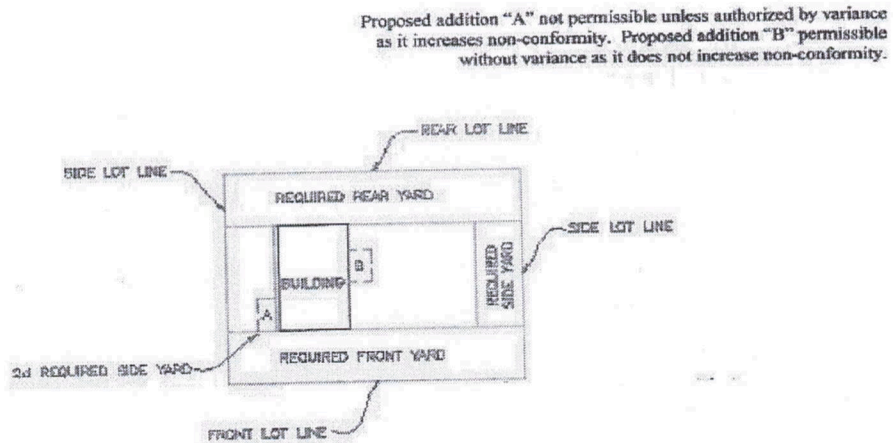 Proposed addition “A” not permissible unless authorized by variance
as it increases non-conformity. Proposed addition “B” permissible
without variance as it does not increase non-conformity.
REAR LOT LINE
SIDE LOT LINE
REQUIRED REAR YARD
SIDE LOT LINE
REQUIRED
SIDE YARD
B
BUILDING
A
REQUIRED FRONT YARD
2d REQUIRED SIDE YARD
FRONT LOT LINE